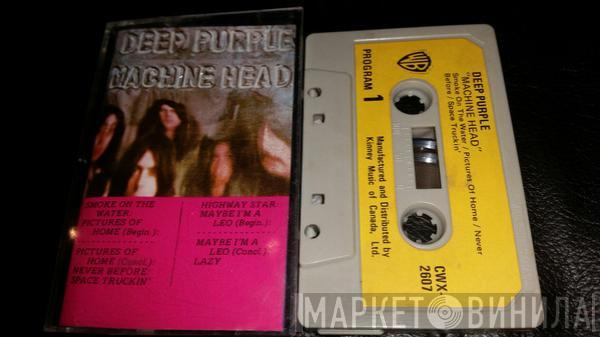 DEEP PURPLE
MACHINE HEAD
SMOKE ON THE
WATER:
PICTURES OF
HOME (Begin.):
PICTURES OF
HOME (Concl.):
NEVER BEFORE:
SPACE TRUCKIN'
HIGHWAY STAR:
MAYBE I'M A
LEO (Begin.):
MAYBE I'M A
LEO (Concl.):
LAZY
WB
PROGRAM 1
DEEP PURPLE
"MACHINE HEAD"
Smoke On The Water / Pictures Of Home / Never
Before / Space Truckin'
Manufactured and Distributed by
Kinney Music of Canada, Ltd.
CWX-
2607
МАРКЕТ ВИНИЛА